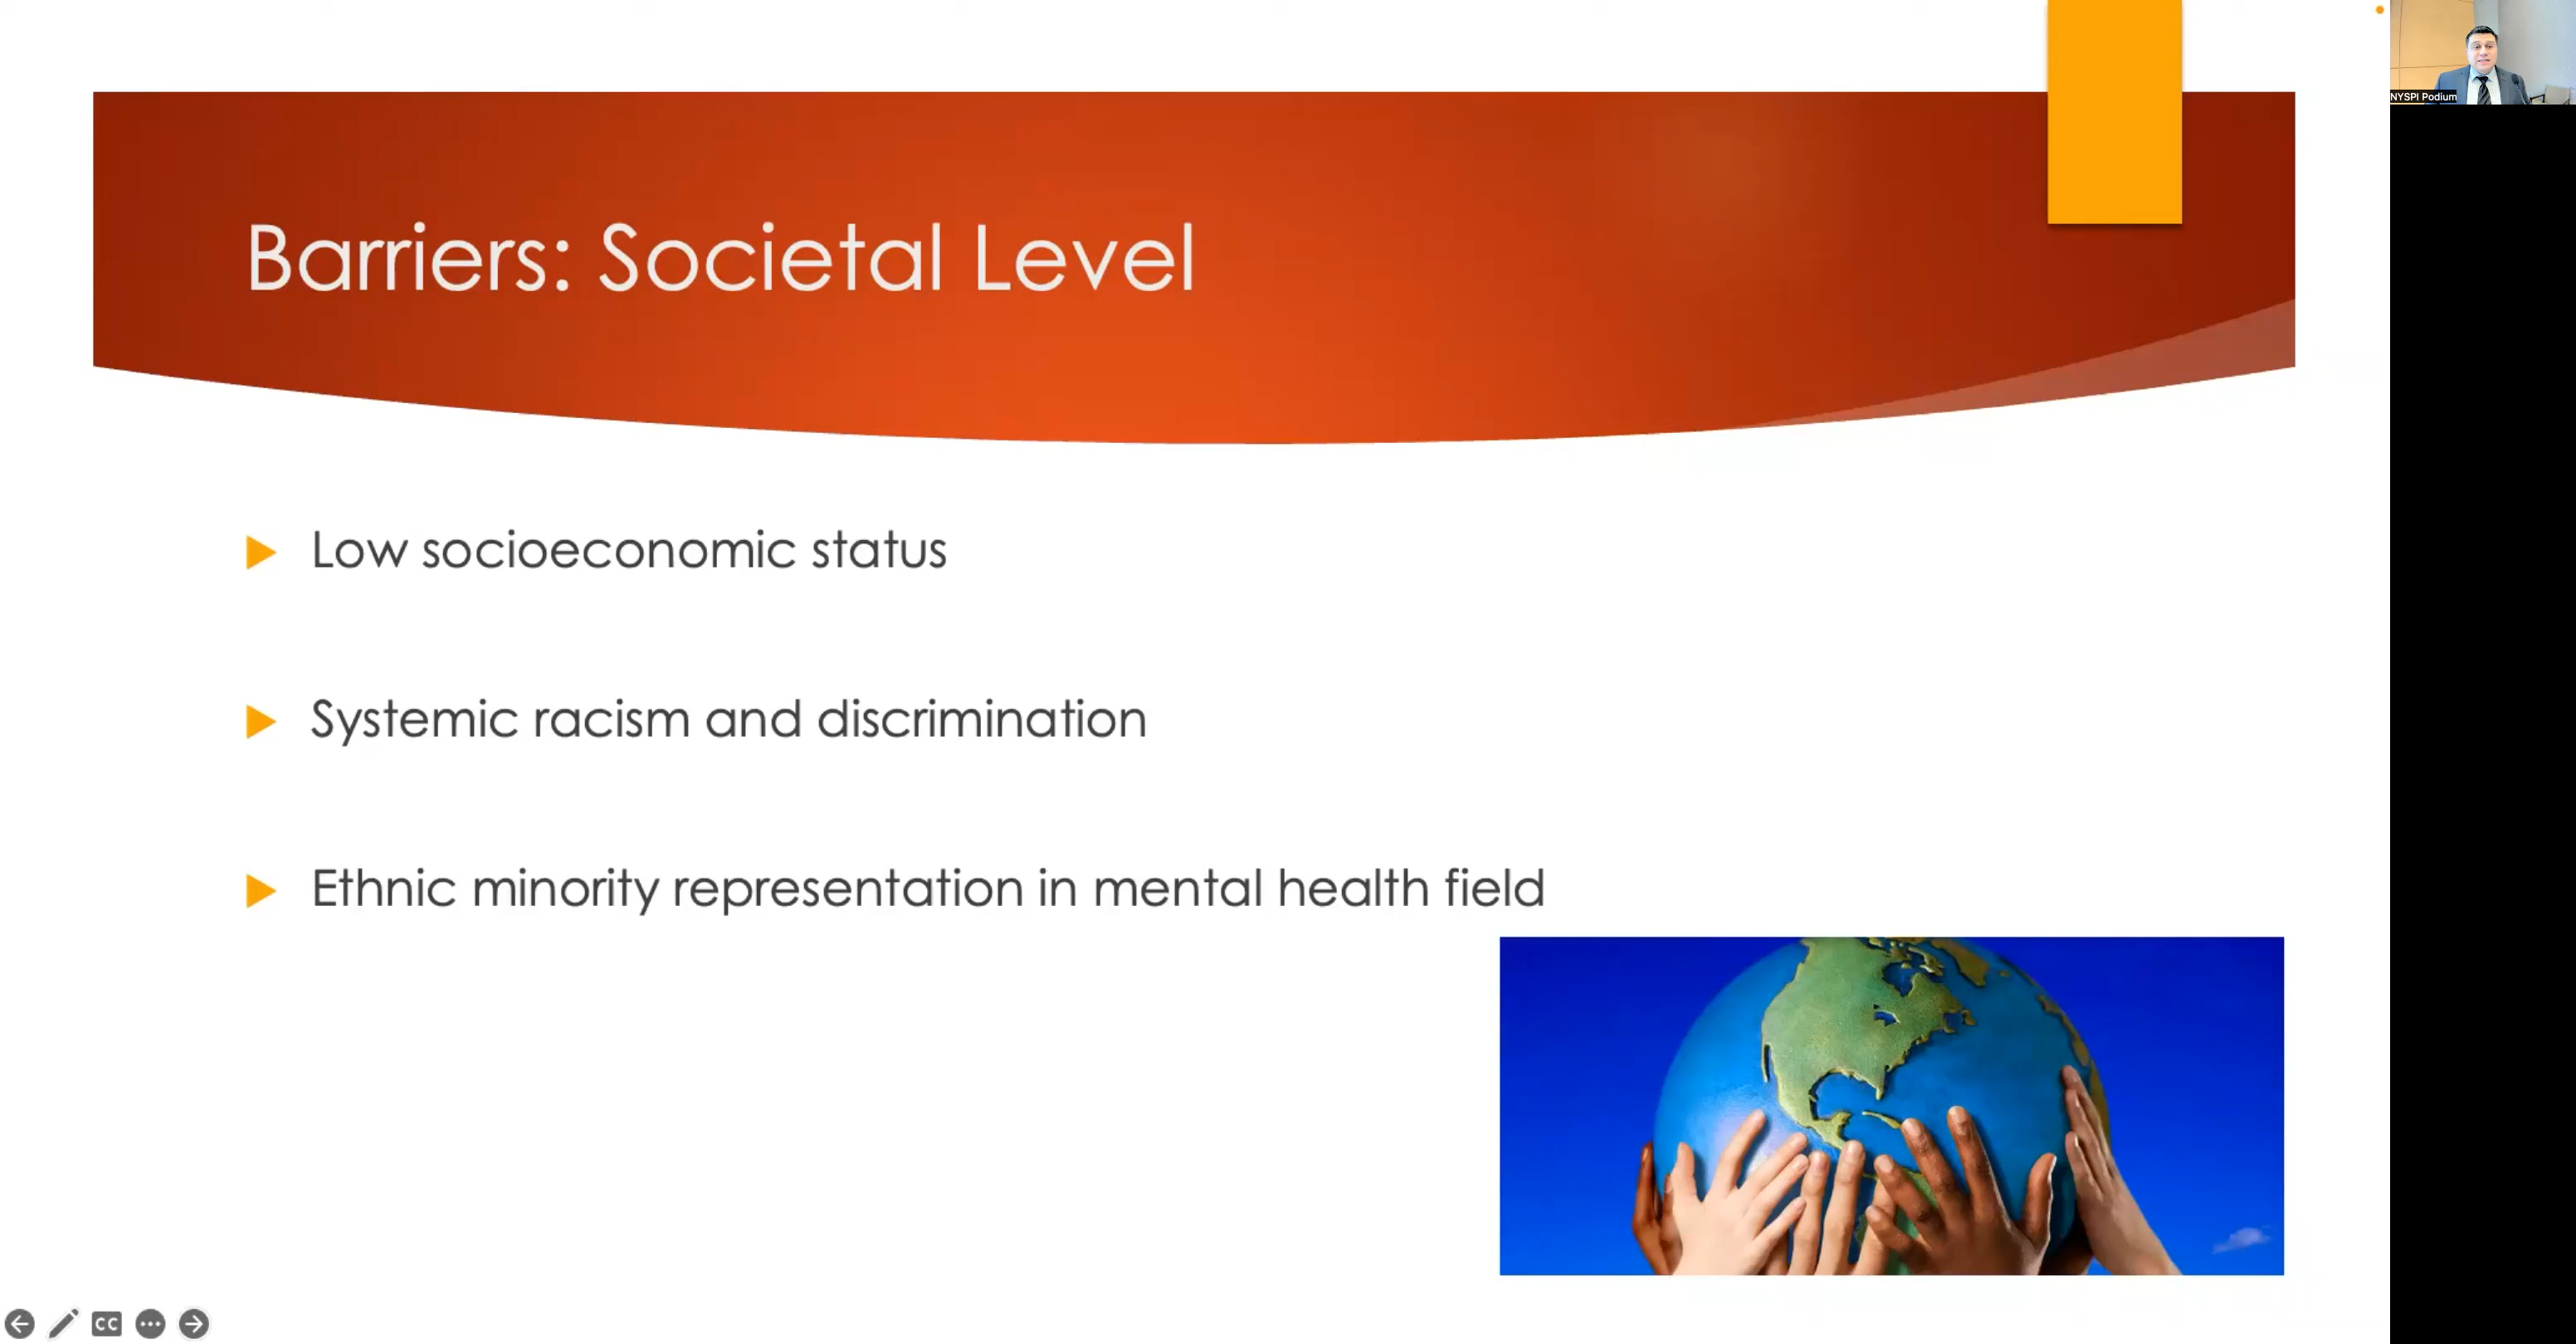 NYSPI Podium
Barriers: Societal Level
Low socioeconomic status
Systemic racism and discrimination
Ethnic minority representation in mental health field
CC